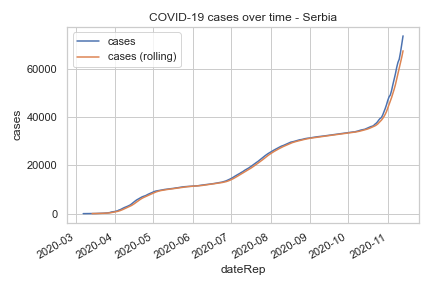 COVID-19 cases over time - Serbia
cases
cases (rolling)
60000
40000
20000
0
cases
2020-03
2020-04
2020-05
2020-06
2020-07
2020-08
2020-09
2020-10
2020-11
dateRep